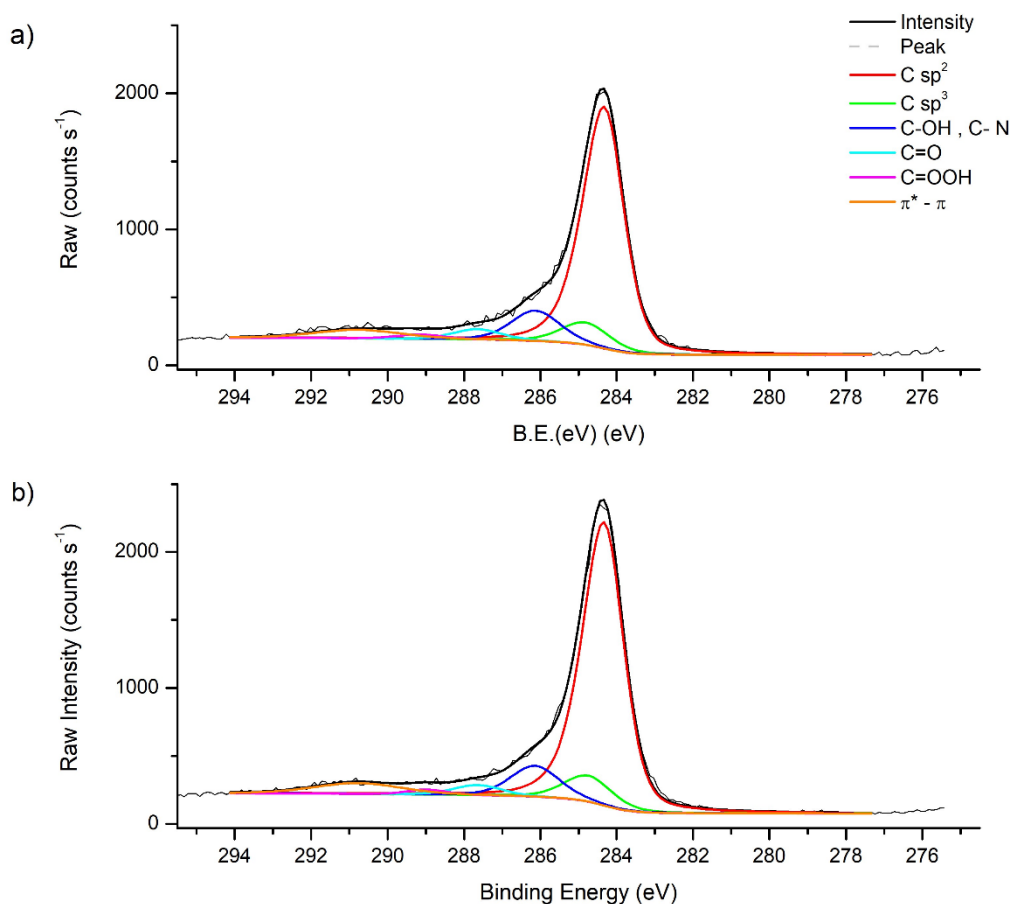 a)
Raw (counts s⁻¹)
2000
1000
0
294 292 290 288 286 284 282 280 278 276
B.E.(eV) (eV)
Intensity
Peak
C sp²
C sp³
C-OH , C- N
C=O
C=OOH
π* - π
b)
Raw Intensity (counts s⁻¹)
2000
1000
0
294 292 290 288 286 284 282 280 278 276
Binding Energy (eV)